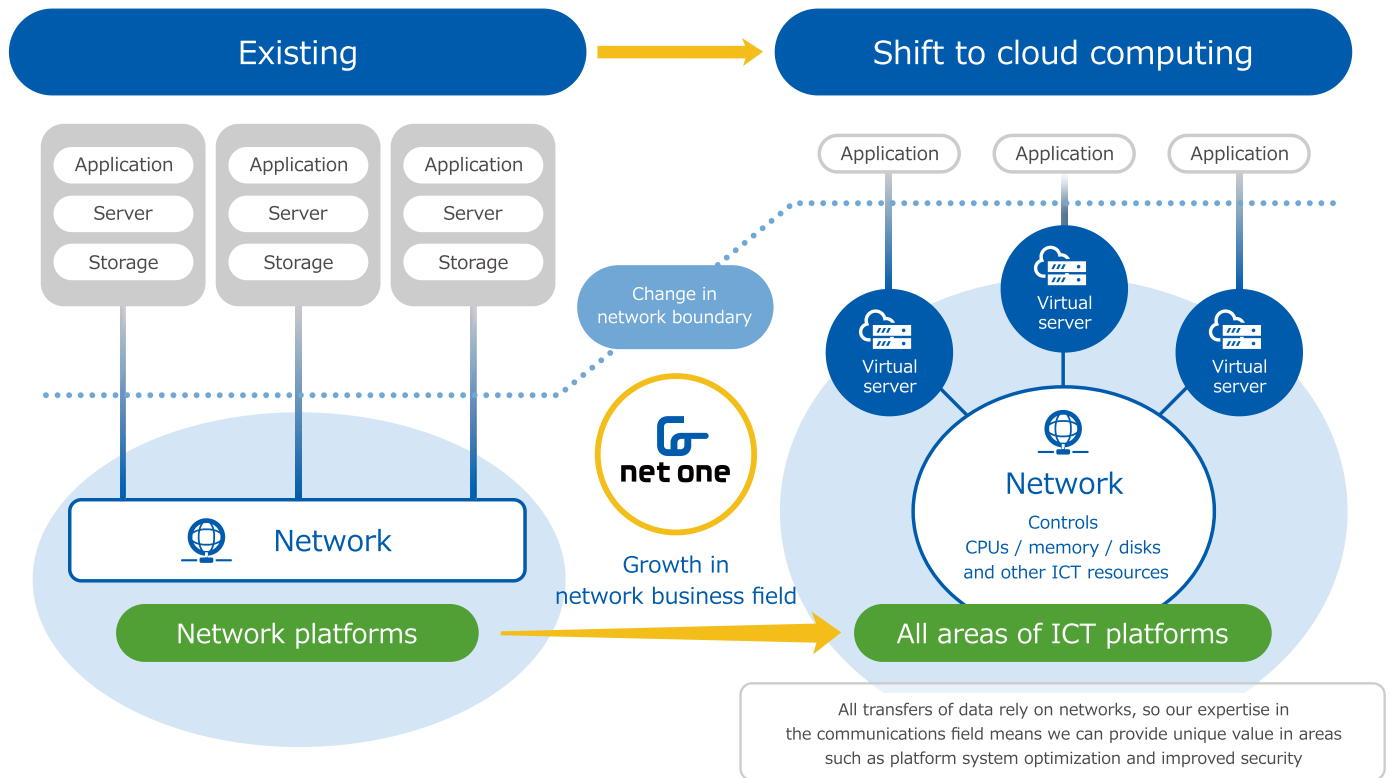 Existing
Shift to cloud computing
Application
Server
Storage
Application
Server
Storage
Application
Server
Storage
Change in
network boundary
Application
Application
Application
Virtual
server
Virtual
server
Virtual
server
Network
Network platforms
net one
Growth in
network business field
Network
Controls
CPUs / memory / disks
and other ICT resources
All areas of ICT platforms
All transfers of data rely on networks, so our expertise in
the communications field means we can provide unique value in areas
such as platform system optimization and improved security